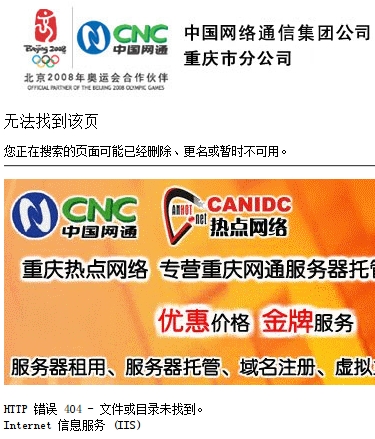 Beijing 2008
CNC
中国网通
中国网络通信集团公司
重庆市分公司
北京2008年奥运会合作伙伴
OFFICIAL PARTNER OF THE BEIJING 2008 OLYMPIC GAMES
无法找到该页
您正在搜索的页面可能已经删除、更名或暂时不可用。
CNC
中国网通
CANHOT.net
CANIDC
热点网络
重庆热点网络 专营重庆网通服务器托
优惠价格 金牌服务
服务器租用、服务器托管、域名注册、虚拟
HTTP 错误 404 - 文件或目录未找到。
Internet 信息服务 (IIS)